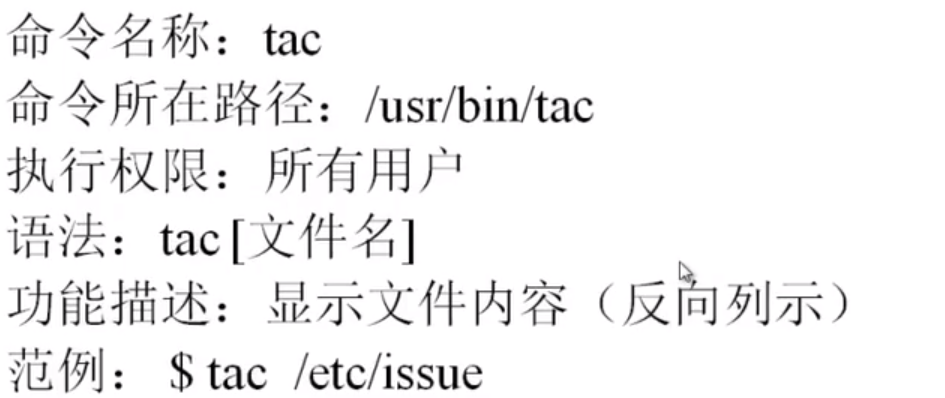 命令名称：tac
命令所在路径：/usr/bin/tac
执行权限：所有用户
语法：tac [文件名]
功能描述：显示文件内容（反向列示）
范例： $ tac  /etc/issue